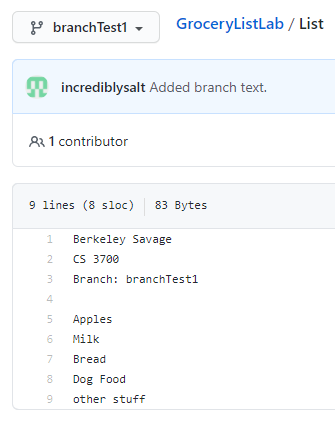 branchTest1
GroceryListLab / List
incrediblysalt Added branch text.
1 contributor
9 lines (8 sloc) 83 Bytes
1 Berkeley Savage
2 CS 3700
3 Branch: branchTest1
4
5 Apples
6 Milk
7 Bread
8 Dog Food
9 other stuff